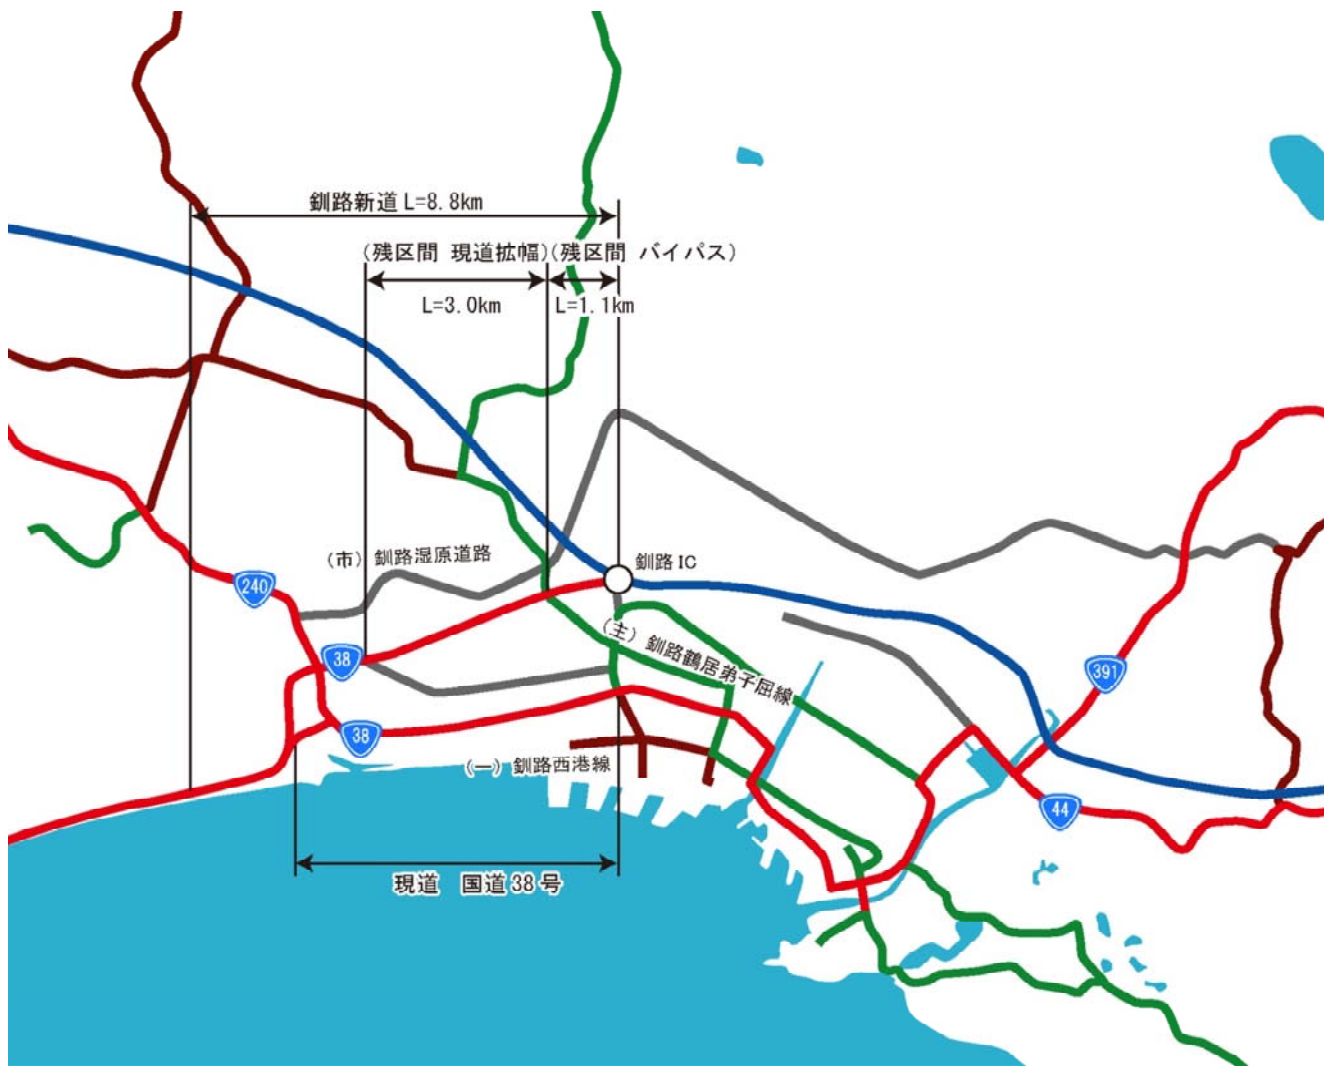 釧路新道 L=8.8km
(残区間 現道拡幅)(残区間 バイパス)
L=3.0km
L=1.1km
(市) 釧路湿原道路
釧路 IC
240
(主) 釧路鶴居弟子屈線
38
391
38
(一) 釧路西港線
44
現道 国道38号